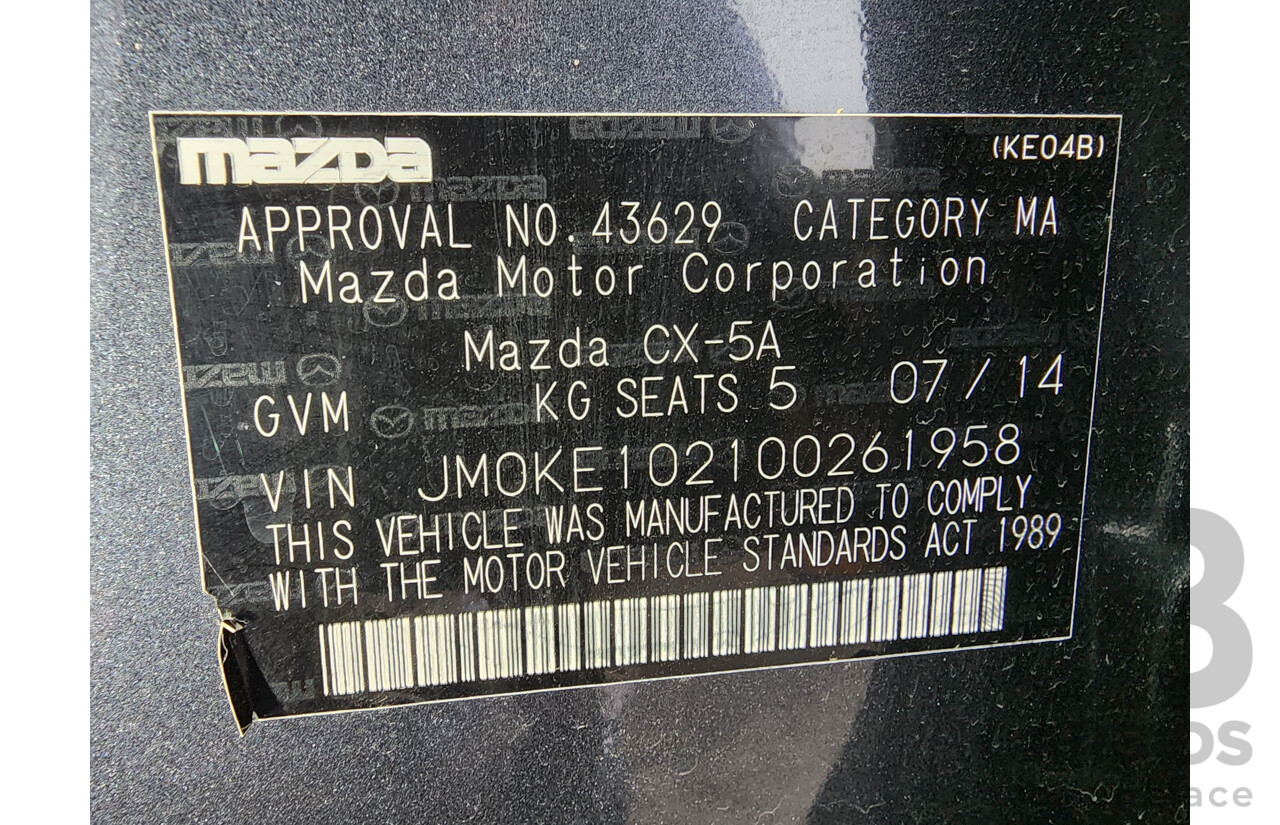 mazda
(KE04B)
APPROVAL NO. 43629 CATEGORY MA
Mazda Motor Corporation
Mazda CX-5A
GVM KG SEATS 5 07 / 14
VIN JM0KE102100261958
THIS VEHICLE WAS MANUFACTURED TO COMPLY
WITH THE MOTOR VEHICLE STANDARDS ACT 1989